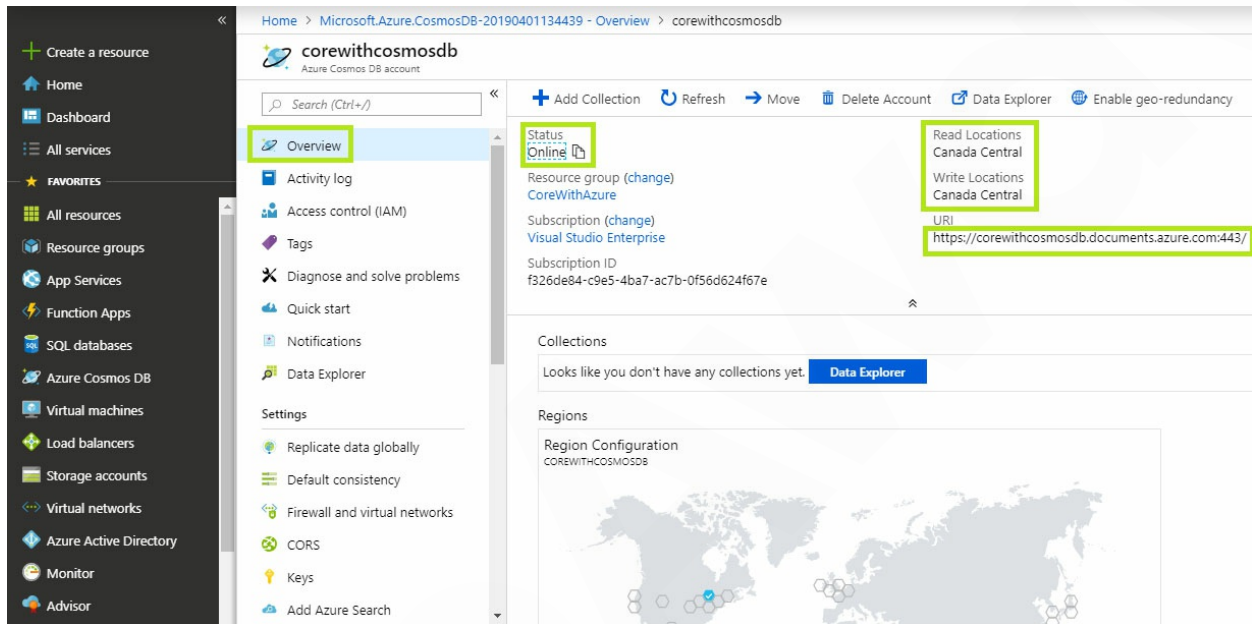 Home > Microsoft.Azure.CosmosDB-20190401134439 - Overview > corewithcosmosdb
corewithcosmosdb
Azure Cosmos DB account
Create a resource
Home
Dashboard
All services
FAVORITES
All resources
Resource groups
App Services
Function Apps
SQL databases
Azure Cosmos DB
Virtual machines
Load balancers
Storage accounts
Virtual networks
Azure Active Directory
Monitor
Advisor
Search (Ctrl+/)
Overview
Activity log
Access control (IAM)
Tags
Diagnose and solve problems
Quick start
Notifications
Data Explorer
Settings
Replicate data globally
Default consistency
Firewall and virtual networks
CORS
Keys
Add Azure Search
Add Collection Refresh Move Delete Account Data Explorer Enable geo-redundancy
Status
Online
Resource group (change)
CoreWithAzure
Subscription (change)
Visual Studio Enterprise
Subscription ID
f326de84-c9e5-4ba7-ac7b-0f56d624f67e
Read Locations
Canada Central
Write Locations
Canada Central
URI
https://corewithcosmosdb.documents.azure.com:443/
Collections
Looks like you don't have any collections yet. Data Explorer
Regions
Region Configuration
COREWITHCOSMOSDB